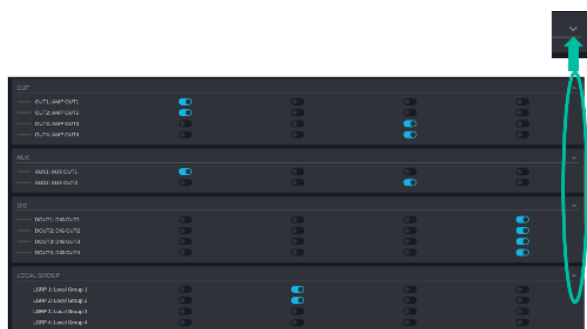 OUT
OUT1: AMP OUT1
OUT2: AMP OUT2
OUT3: AMP OUT3
OUT4: AMP OUT4
AUX
AUX1: AUX OUT1
AUX2: AUX OUT2
DIG
DOUT1: DIG OUT1
DOUT2: DIG OUT2
DOUT3: DIG OUT3
DOUT4: DIG OUT4
LOCAL GROUP
LGRP 1: Local Group 1
LGRP 2: Local Group 2
LGRP 3: Local Group 3
LGRP 4: Local Group 4